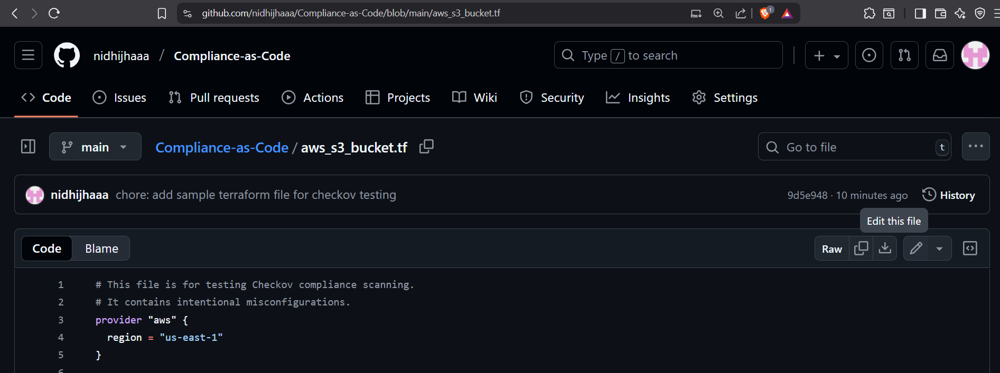 github.com/nidhijhaaa/Compliance-as-Code/blob/main/aws_s3_bucket.tf
1
nidhijhaaa / Compliance-as-Code
Type / to search
Code Issues Pull requests Actions Projects Wiki Security Insights Settings
main
Compliance-as-Code / aws_s3_bucket.tf
Go to file t
nidhijhaaa chore: add sample terraform file for checkov testing
9d5e948 · 10 minutes ago History
Edit this file
Code Blame
Raw
1 # This file is for testing Checkov compliance scanning.
2 # It contains intentional misconfigurations.
3 provider "aws" {
4 region = "us-east-1"
5 }
6